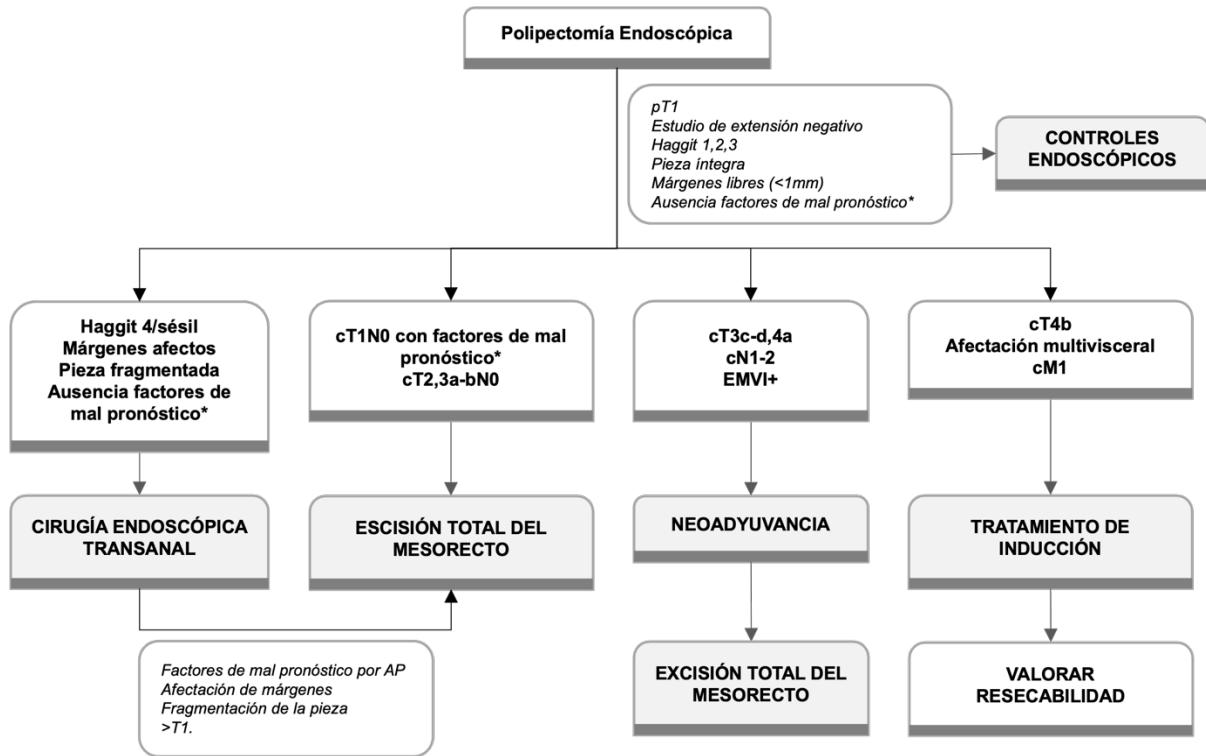 Polipectomía Endoscópica
pT1
Estudio de extensión negativo
Haggit 1,2,3
Pieza íntegra
Márgenes libres (<1mm)
Ausencia factores de mal pronóstico*
CONTROLES
ENDOSCÓPICOS
Haggit 4/sésil
Márgenes afectos
Pieza fragmentada
Ausencia factores de
mal pronóstico*
cT1N0 con factores de mal
pronóstico*
cT2,3a-bN0
cT3c-d,4a
cN1-2
EMVI+
cT4b
Afectación multivisceral
cM1
CIRUGÍA ENDOSCÓPICA
TRANSANAL
ESCISIÓN TOTAL DEL
MESORECTO
NEOADYUVANCIA
TRATAMIENTO DE
INDUCCIÓN
Factores de mal pronóstico por AP
Afectación de márgenes
Fragmentación de la pieza
>T1.
EXCISIÓN TOTAL DEL
MESORECTO
VALORAR
RESECABILIDAD